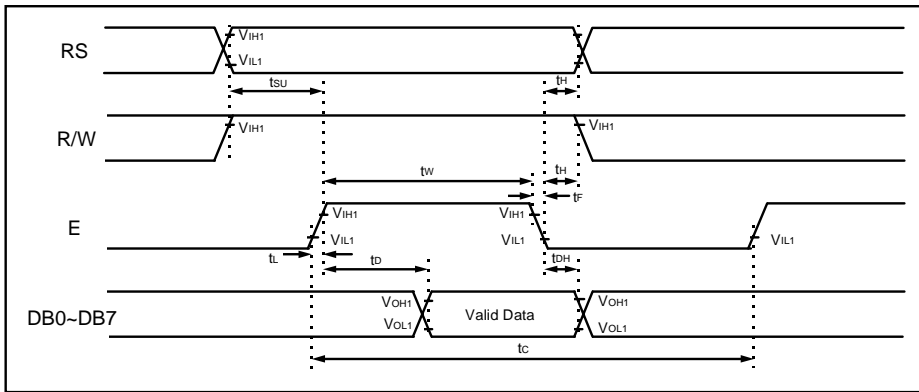 RS
VIH1
VIL1
tSU
tH
R/W
VIH1
VIH1
tW
tH
tF
E
VIH1
VIH1
VIL1
VIL1
VIL1
tL
tD
tDH
DB0~DB7
VOH1
VOL1
Valid Data
VOH1
VOL1
tC